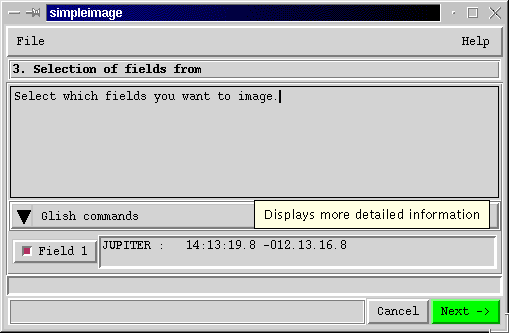 simpleimage
File Help
3. Selection of fields from
Select which fields you want to image.
Glish commands
Displays more detailed information
Field 1 JUPITER : 14:13:19.8 -012.13.16.8
Cancel Next ->